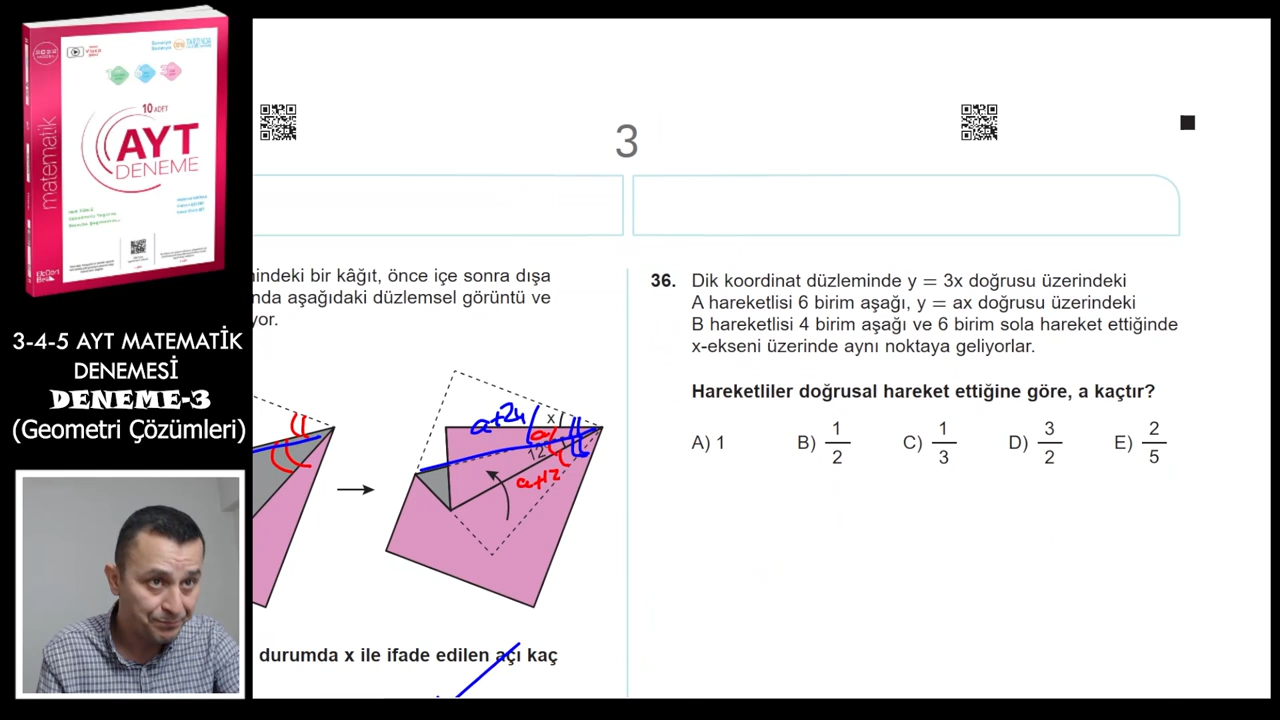 matematik
10 ADET
AYT
DENEME
3-4-5 AYT MATEMATİK
DENEMESİ
DENEME-3
(Geometri Çözümleri)
3
indeki bir kâğıt, önce içe sonra dışa
nda aşağıdaki düzlemsel görüntü ve
yor.
a+24
x
a
12°
a+12
durumda x ile ifade edilen açı kaç
36. Dik koordinat düzleminde y = 3x doğrusu üzerindeki
A hareketlisi 6 birim aşağı, y = ax doğrusu üzerindeki
B hareketlisi 4 birim aşağı ve 6 birim sola hareket ettiğinde
x-ekseni üzerinde aynı noktaya geliyorlar.
Hareketliler doğrusal hareket ettiğine göre, a kaçtır?
A) 1 B) 1/2 C) 1/3 D) 3/2 E) 2/5